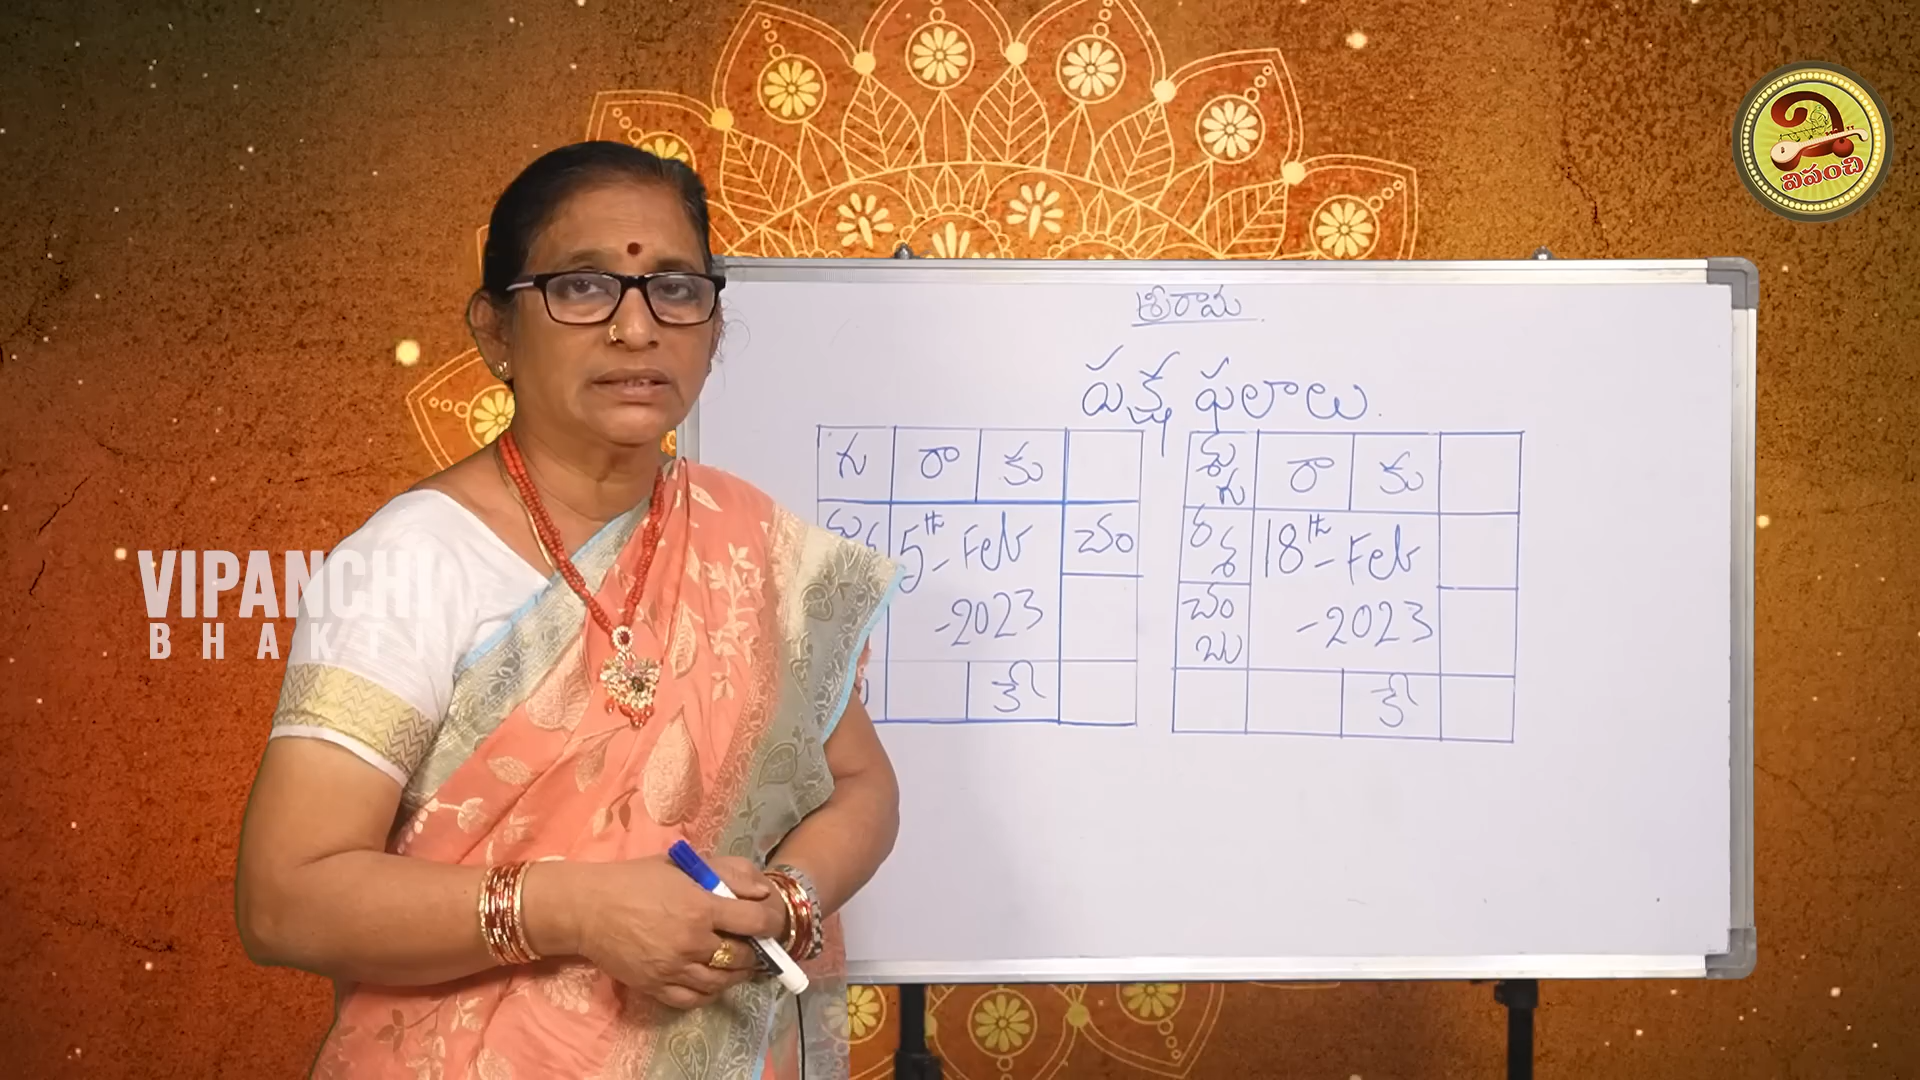 విపంచి
VIPANCHI
BHAKTI
శ్రీరామ
పక్ష ఫలాలు.
గు రా కు
చం
5th-Feb
-2023
కే
శు గు రా కు
ర శ
18th-Feb
చం బు
-2023
కే